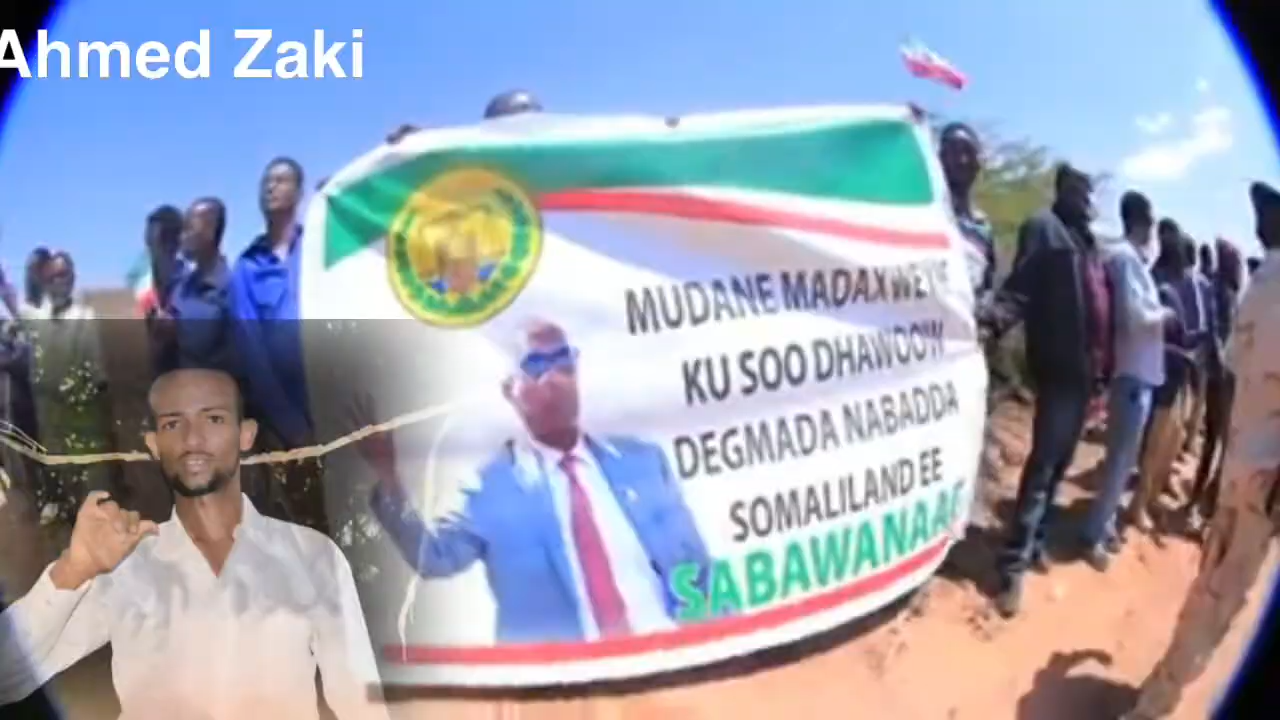 Ahmed Zaki
MUDANE MADAXWEYNE
KU SOO DHAWOOW
DEGMADA NABADDA
SOMALILAND EE
SABAWANAAG